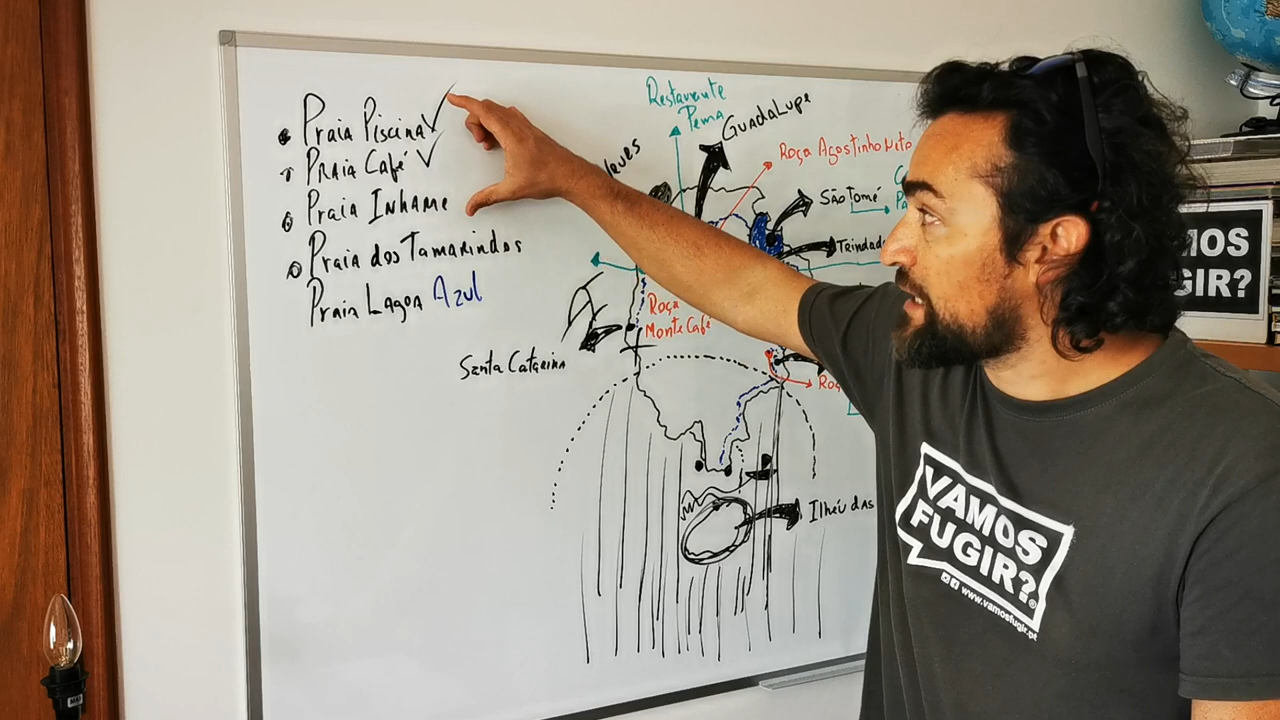 Praia Piscina
Praia Café
Praia Inhame
Praia dos Tamarindos
Praia Lagoa Azul
Restaurante
Pema
Guadalupe
Neves
Roça Agostinho Neto
São Tomé
Trindade
Roça
Monte Café
Santa Catarina
Ilhéu das
VAMOS
FUGIR?
www.vamosfugir.pt
MOS
GIR?